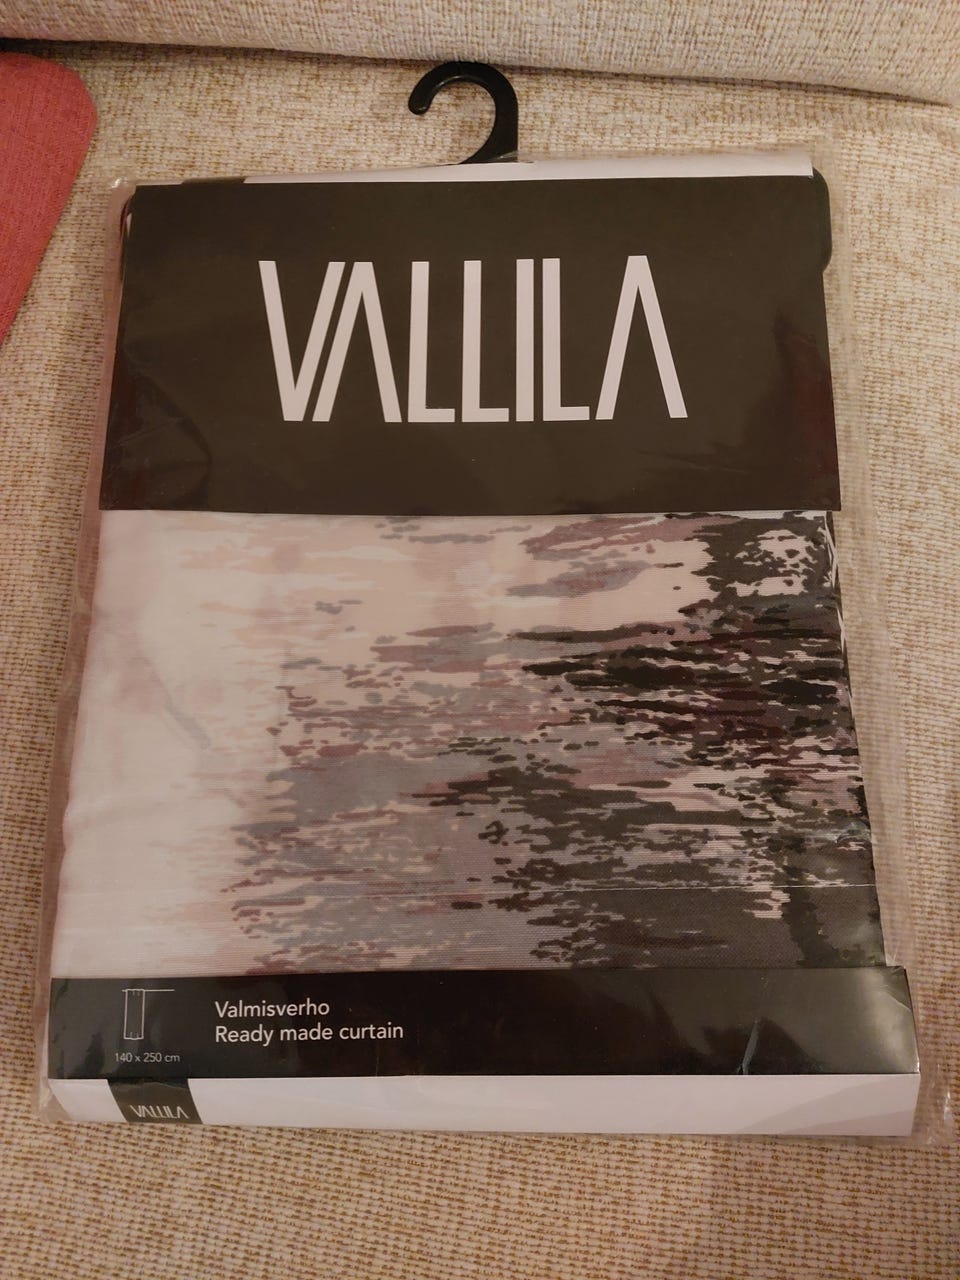 VALLILA
Valmisverho
Ready made curtain
140 x 250 cm
VALLILA